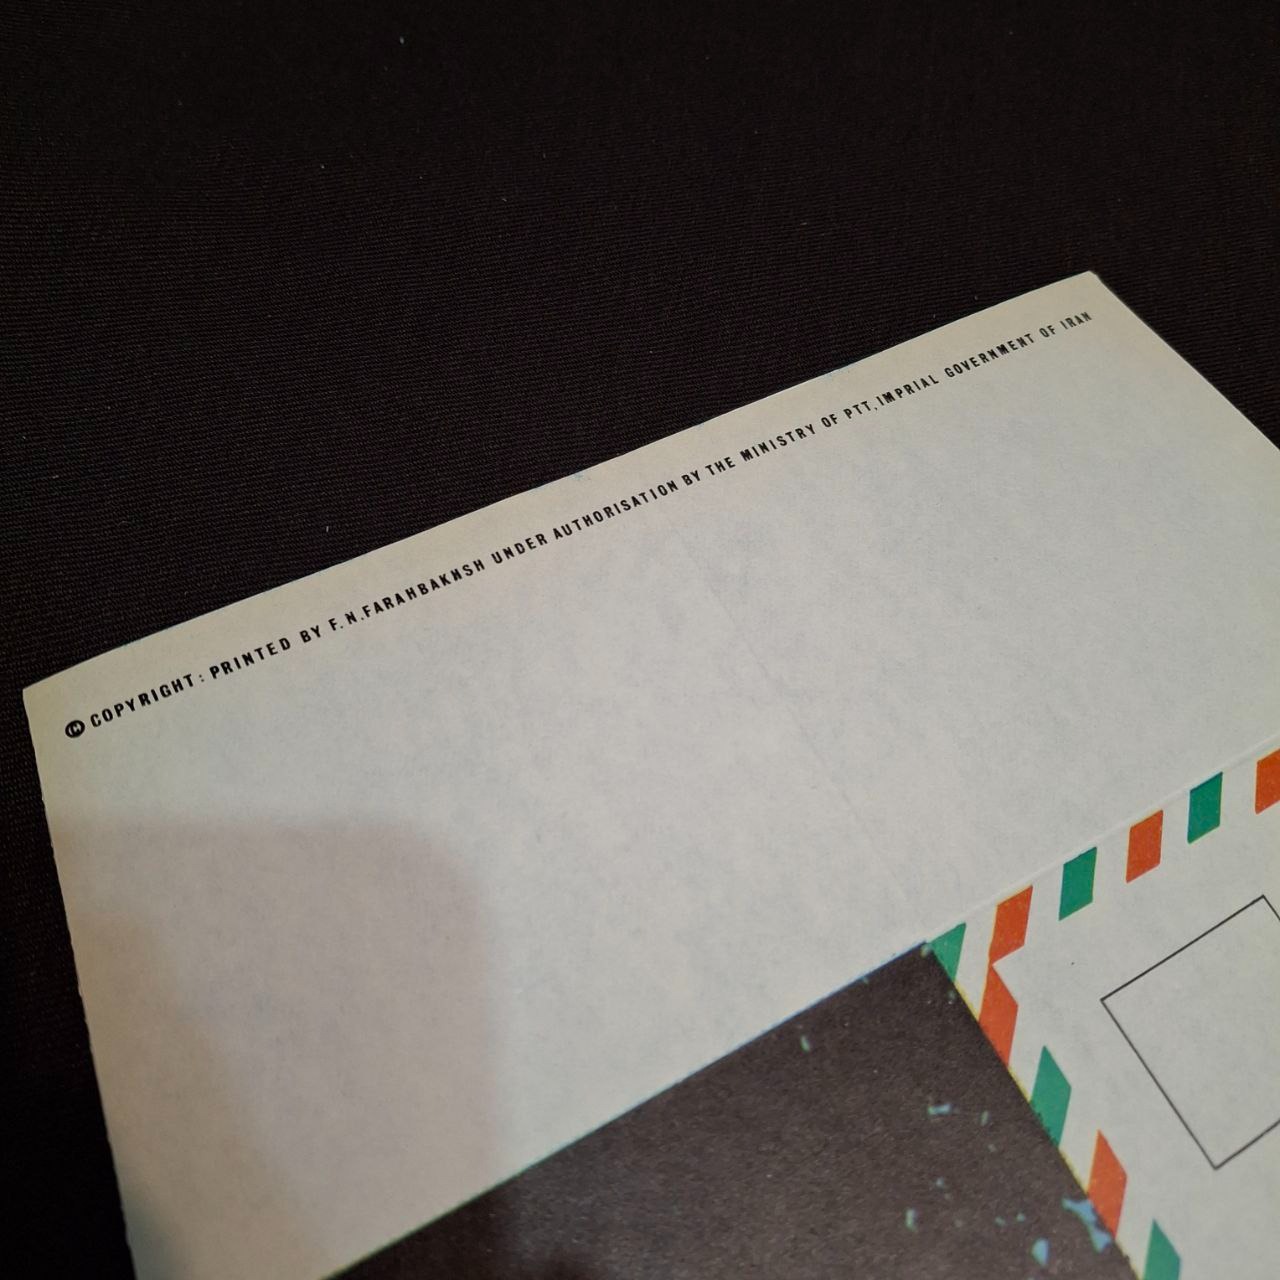 © COPYRIGHT: PRINTED BY F.N.FARAHBAKHSH UNDER AUTHORISATION BY THE MINISTRY OF PTT, IMPRIAL GOVERNMENT OF IRAN